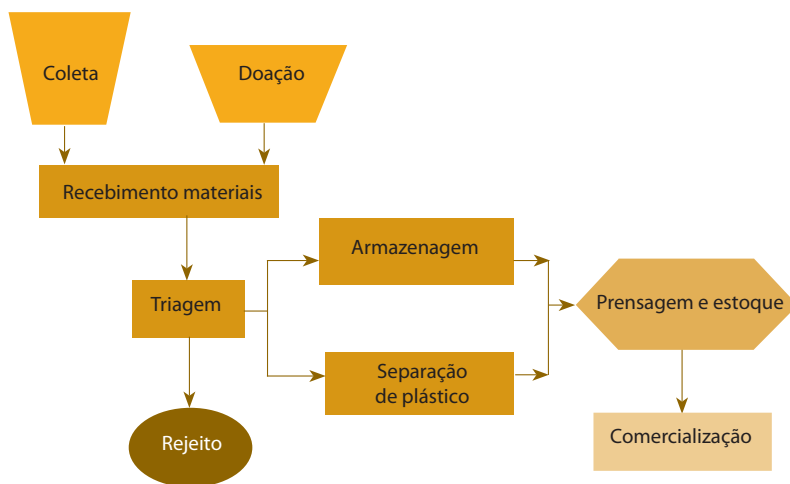 Coleta
Doação
Recebimento materiais
Armazenagem
Triagem
Prensagem e estoque
Separação
de plástico
Rejeito
Comercialização